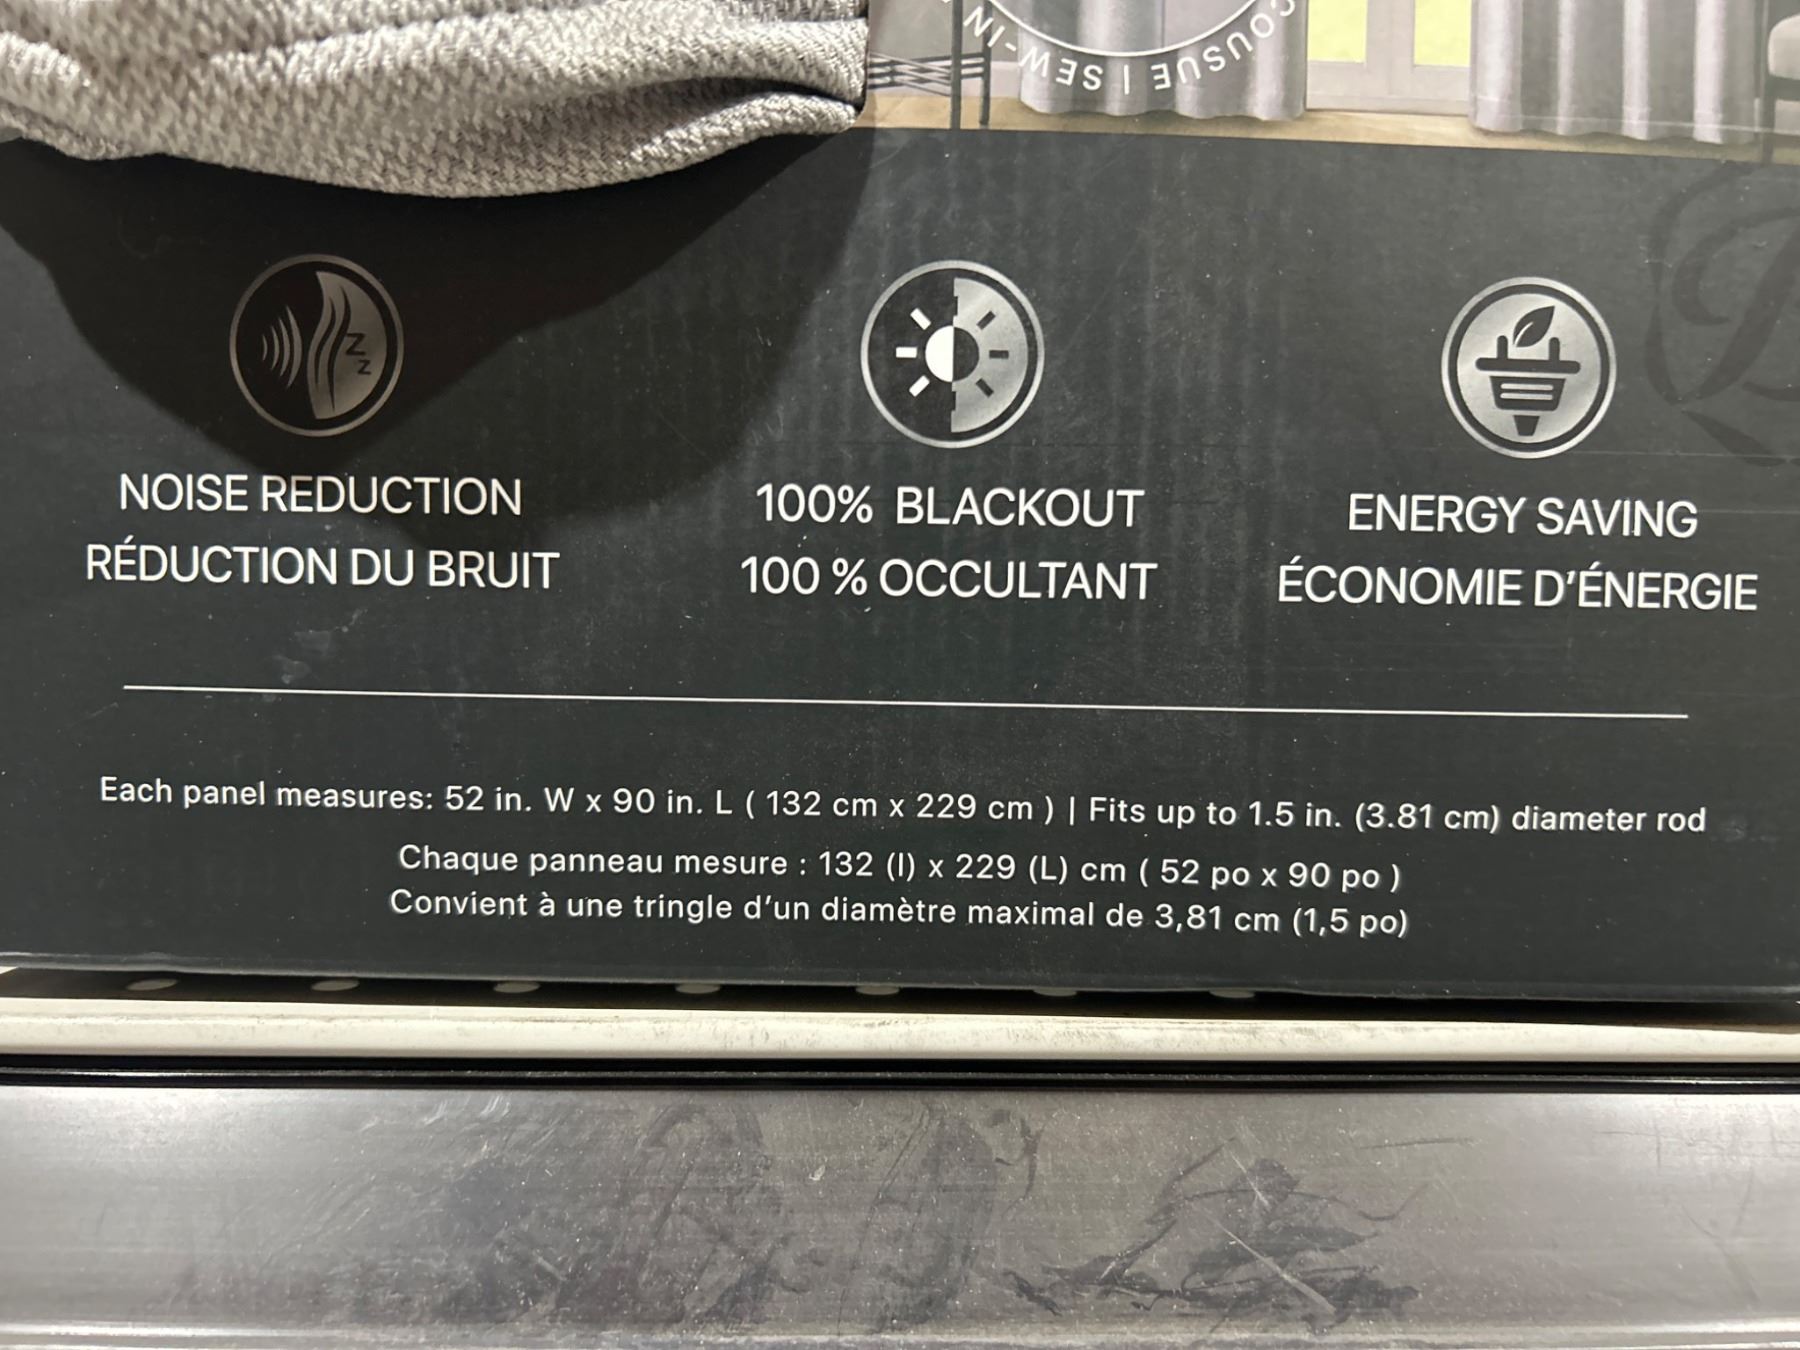 COUSUE | SEW-IN
Z
Z
NOISE REDUCTION
RÉDUCTION DU BRUIT
100% BLACKOUT
100 % OCCULTANT
ENERGY SAVING
ÉCONOMIE D'ÉNERGIE
Each panel measures: 52 in. W x 90 in. L ( 132 cm x 229 cm ) | Fits up to 1.5 in. (3.81 cm) diameter rod
Chaque panneau mesure : 132 (l) x 229 (L) cm ( 52 po x 90 po )
Convient à une tringle d'un diamètre maximal de 3,81 cm (1,5 po)